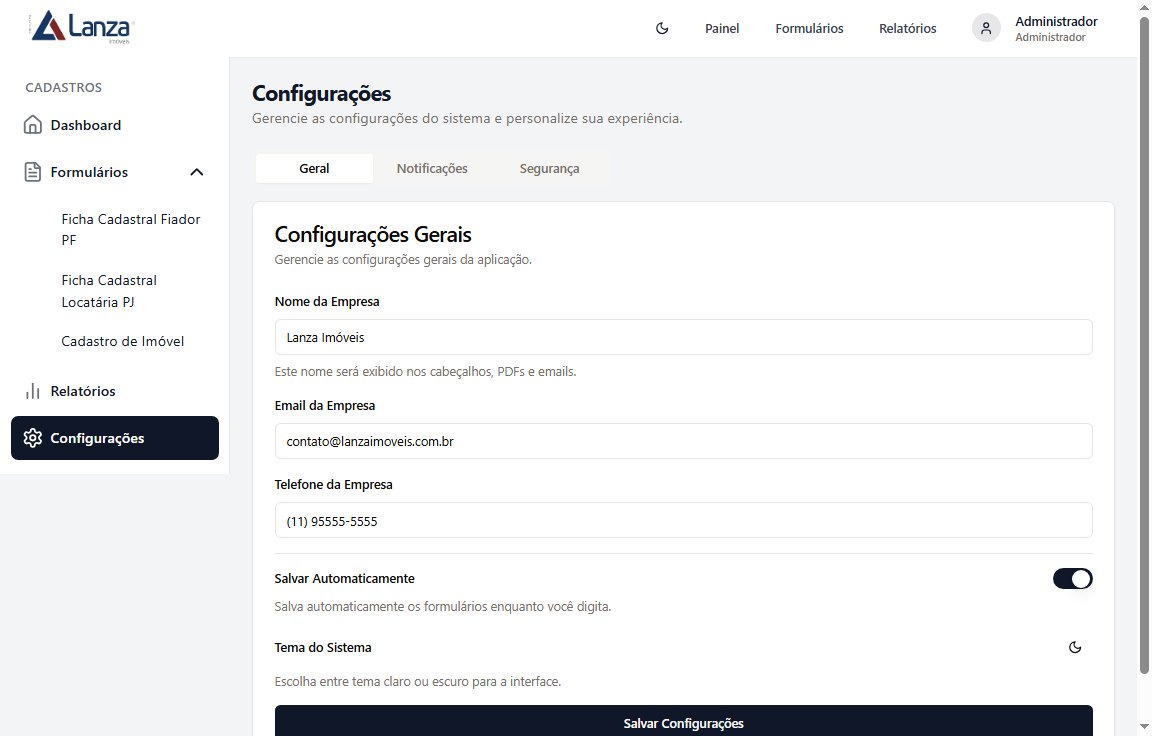 Lanza
Imóveis
Painel
Formulários
Relatórios
Administrador
Administrador
CADASTROS
Dashboard
Formulários
Ficha Cadastral Fiador
PF
Ficha Cadastral
Locatária PJ
Cadastro de Imóvel
Relatórios
Configurações
Configurações
Gerencie as configurações do sistema e personalize sua experiência.
Geral
Notificações
Segurança
Configurações Gerais
Gerencie as configurações gerais da aplicação.
Nome da Empresa
Lanza Imóveis
Este nome será exibido nos cabeçalhos, PDFs e emails.
Email da Empresa
contato@lanzaimoveis.com.br
Telefone da Empresa
(11) 95555-5555
Salvar Automaticamente
Salva automaticamente os formulários enquanto você digita.
Tema do Sistema
Escolha entre tema claro ou escuro para a interface.
Salvar Configurações